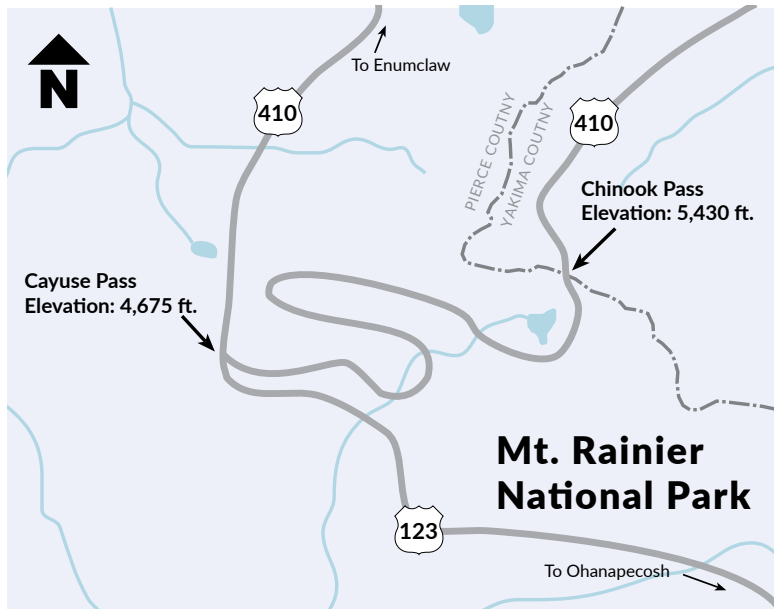 To Enumclaw
N
410
410
PIERCE COUTNY
YAKIMA COUTNY
Chinook Pass
Elevation: 5,430 ft.
Cayuse Pass
Elevation: 4,675 ft.
Mt. Rainier
National Park
123
To Ohanapecosh